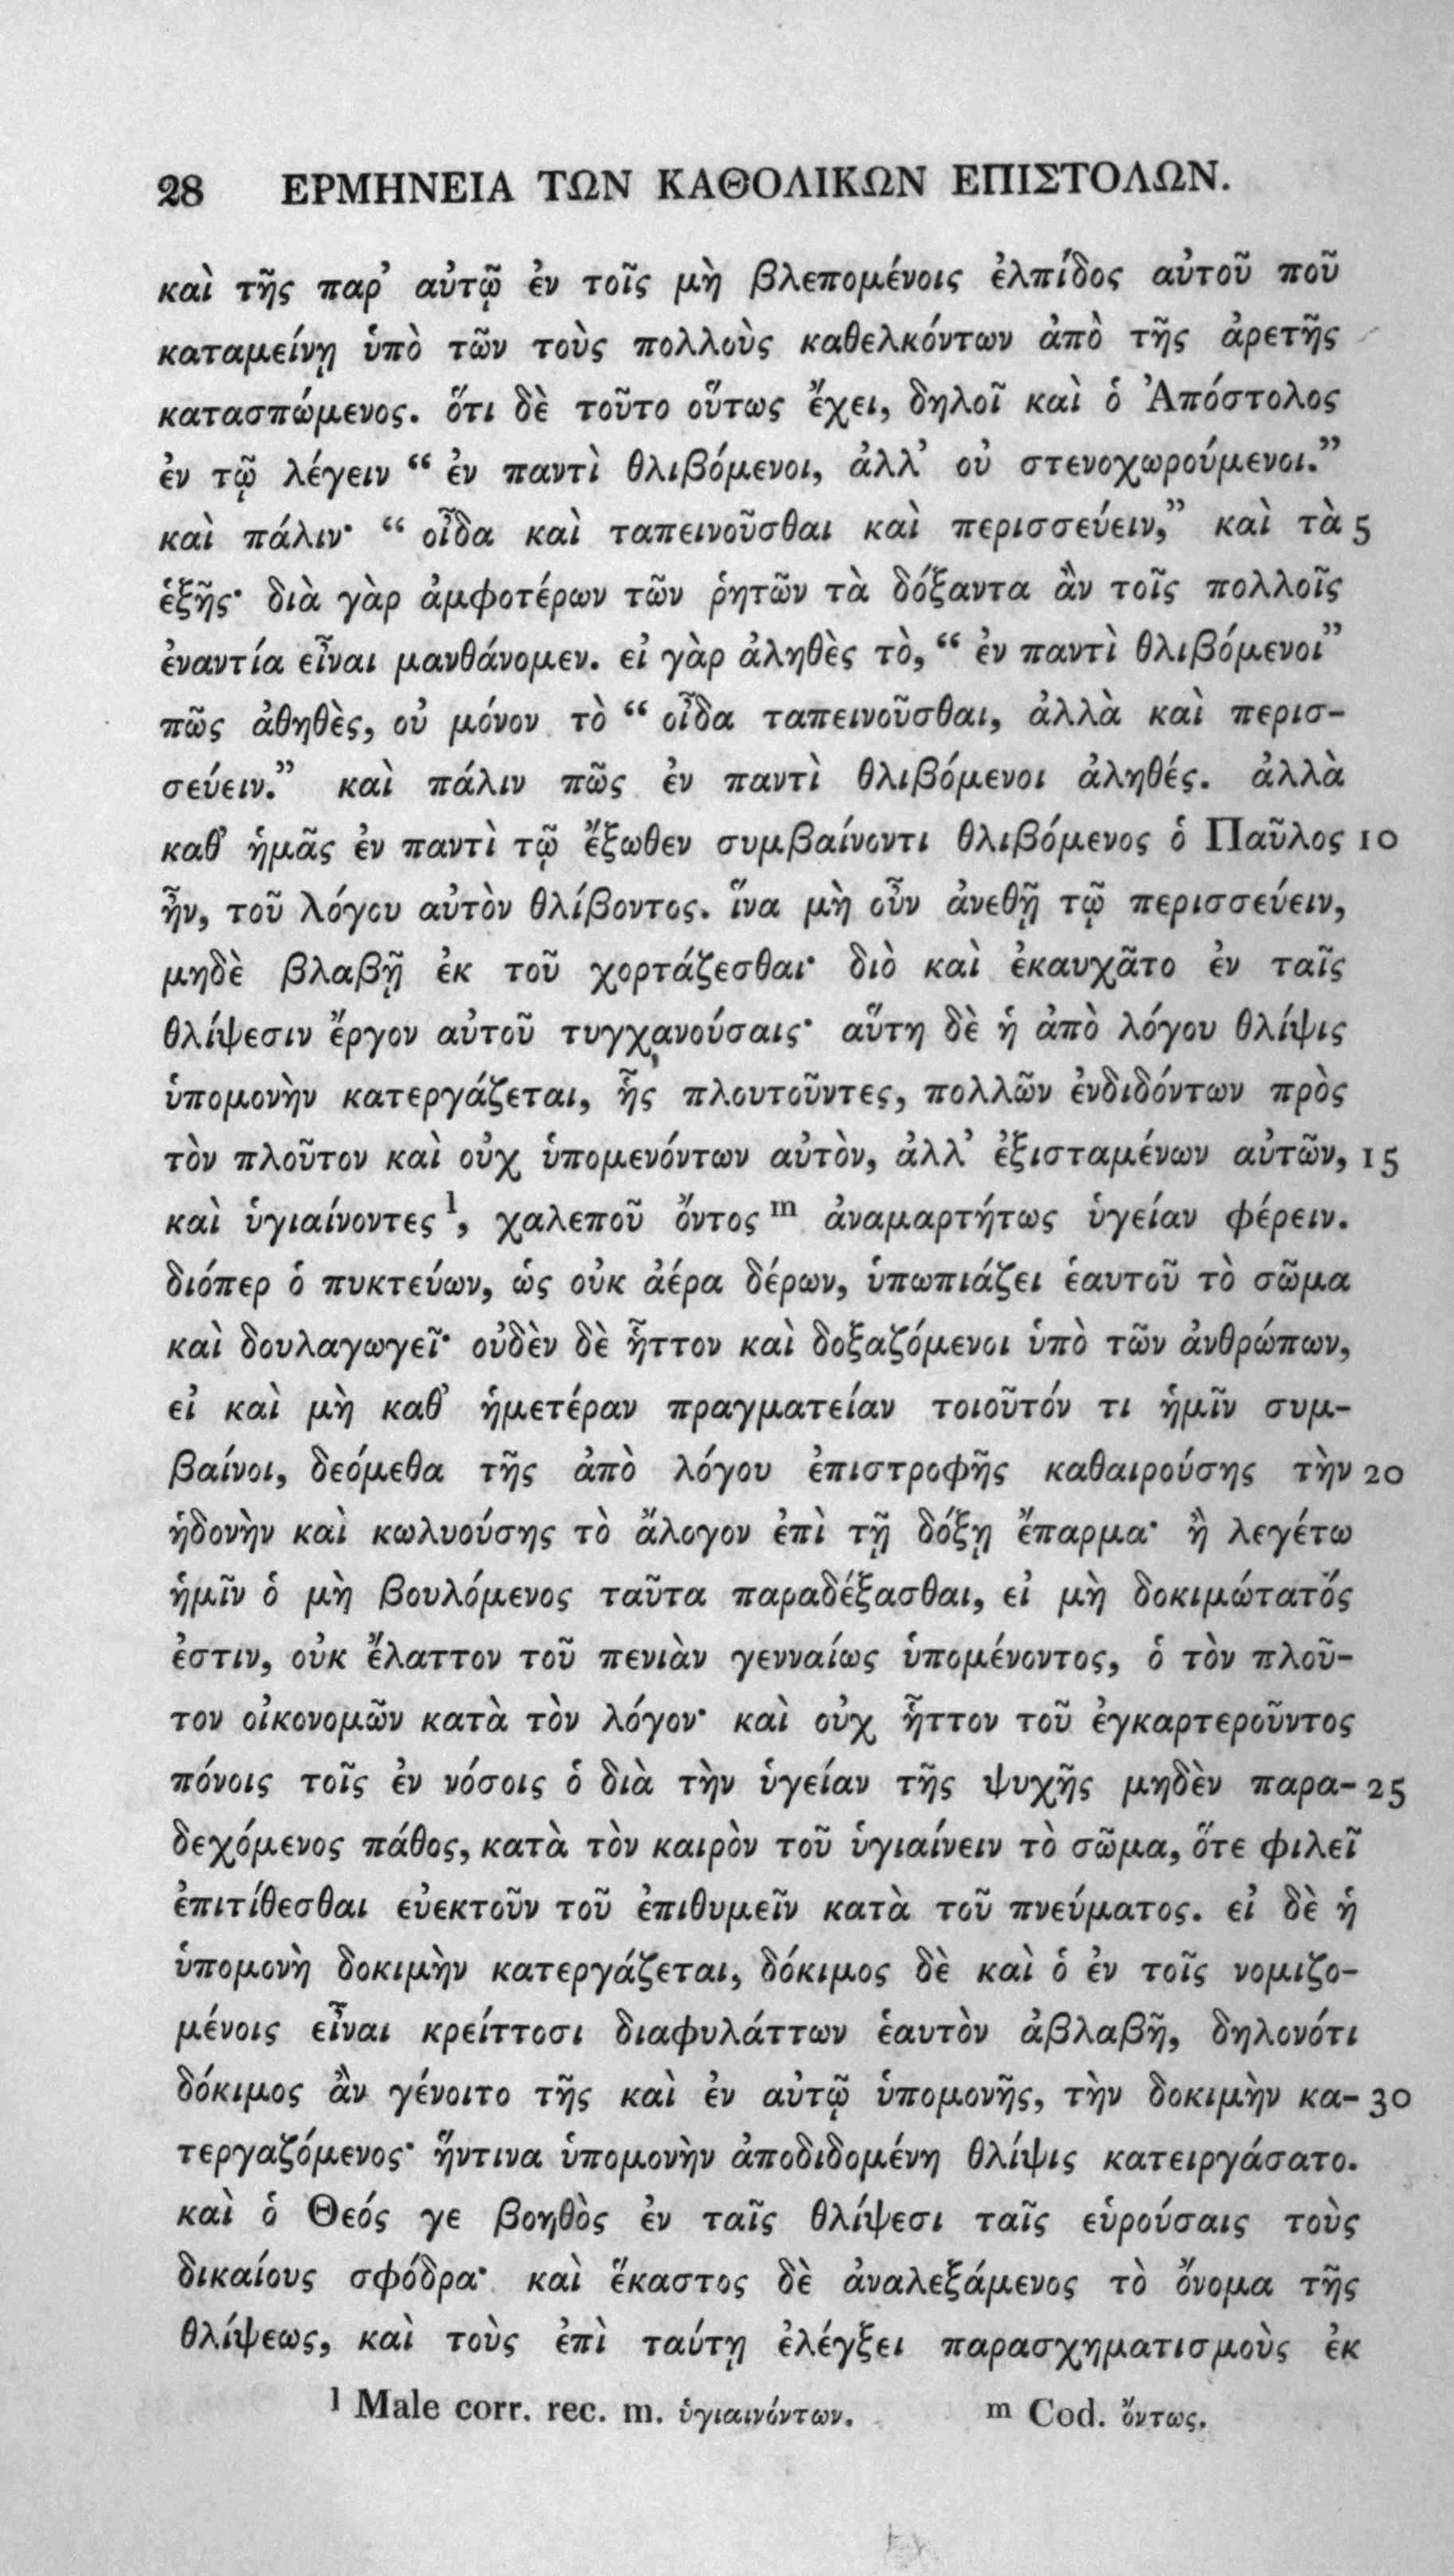 28 ΕΡΜΗΝΕΙΑ ΤΩΝ ΚΑΘΟΛΙΚΩΝ ΕΠΙΣΤΟΛΩΝ.
καὶ τῆς παρ’ αὐτῷ ἐν τοῖς μὴ βλεπομένοις ἐλπίδος αὐτοῦ ποῦ
καταμείνῃ ὑπὸ τῶν τοὺς πολλοὺς καθελκόντων ἀπὸ τῆς ἀρετῆς
κατασπώμενος. ὅτι δὲ τοῦτο οὕτως ἔχει, δηλοῖ καὶ ὁ Ἀπόστολος
ἐν τῷ λέγειν “ ἐν παντὶ θλιβόμενοι, ἀλλ’ οὐ στενοχωρούμενοι.”
καὶ πάλιν· “ οἶδα καὶ ταπεινοῦσθαι καὶ περισσεύειν,” καὶ τὰ 5
ἑξῆς· διὰ γὰρ ἀμφοτέρων τῶν ῥητῶν τὰ δόξαντα ἂν τοῖς πολλοῖς
ἐναντία εἶναι μανθάνομεν. εἰ γὰρ ἀληθὲς τὸ, “ ἐν παντὶ θλιβόμενοι”
πῶς ἀθηθὲς, οὐ μόνον τὸ “ οἶδα ταπεινοῦσθαι, ἀλλὰ καὶ περισ-
σεύειν.” καὶ πάλιν πῶς ἐν παντὶ θλιβόμενοι ἀληθές. ἀλλὰ
καθ’ ἡμᾶς ἐν παντὶ τῷ ἔξωθεν συμβαίνοντι θλιβόμενος ὁ Παῦλος 10
ἦν, τοῦ λόγου αὐτὸν θλίβοντος. ἵνα μὴ οὖν ἀνεθῇ τῷ περισσεύειν,
μηδὲ βλαβῇ ἐκ τοῦ χορτάζεσθαι· διὸ καὶ ἐκαυχᾶτο ἐν ταῖς
θλίψεσιν ἔργον αὐτοῦ τυγχανούσαις· αὕτη δὲ ἡ ἀπὸ λόγου θλίψις
ὑπομονὴν κατεργάζεται, ἧς πλουτοῦντες, πολλῶν ἐνδιδόντων πρὸς
τὸν πλοῦτον καὶ οὐχ ὑπομενόντων αὐτὸν, ἀλλ’ ἐξισταμένων αὐτῶν, 15
καὶ ὑγιαίνοντες l, χαλεποῦ ὄντος m ἀναμαρτήτως ὑγείαν φέρειν.
διόπερ ὁ πυκτεύων, ὡς οὐκ ἀέρα δέρων, ὑπωπιάζει ἑαυτοῦ τὸ σῶμα
καὶ δουλαγωγεῖ· οὐδὲν δὲ ἧττον καὶ δοξαζόμενοι ὑπὸ τῶν ἀνθρώπων,
εἰ καὶ μὴ καθ’ ἡμετέραν πραγματείαν τοιοῦτόν τι ἡμῖν συμ-
βαίνοι, δεόμεθα τῆς ἀπὸ λόγου ἐπιστροφῆς καθαιρούσης τὴν 20
ἡδονὴν καὶ κωλυούσης τὸ ἄλογον ἐπὶ τῇ δόξῃ ἔπαρμα· ἢ λεγέτω
ἡμῖν ὁ μὴ βουλόμενος ταῦτα παραδέξασθαι, εἰ μὴ δοκιμώτατός
ἐστιν, οὐκ ἔλαττον τοῦ πενιὰν γενναίως ὑπομένοντος, ὁ τὸν πλοῦ-
τον οἰκονομῶν κατὰ τὸν λόγον· καὶ οὐχ ἧττον τοῦ ἐγκαρτεροῦντος
πόνοις τοῖς ἐν νόσοις ὁ διὰ τὴν ὑγείαν τῆς ψυχῆς μηδὲν παρα- 25
δεχόμενος πάθος, κατὰ τὸν καιρὸν τοῦ ὑγιαίνειν τὸ σῶμα, ὅτε φιλεῖ
ἐπιτίθεσθαι εὐεκτοῦν τοῦ ἐπιθυμεῖν κατὰ τοῦ πνεύματος. εἰ δὲ ἡ
ὑπομονὴ δοκιμὴν κατεργάζεται, δόκιμος δὲ καὶ ὁ ἐν τοῖς νομιζο-
μένοις εἶναι κρείττοσι διαφυλάττων ἑαυτὸν ἀβλαβῆ, δηλονότι
δόκιμος ἂν γένοιτο τῆς καὶ ἐν αὐτῷ ὑπομονῆς, τὴν δοκιμὴν κα- 30
τεργαζόμενος· ἥντινα ὑπομονὴν ἀποδιδομένη θλίψις κατειργάσατο.
καὶ ὁ Θεός γε βοηθὸς ἐν ταῖς θλίψεσι ταῖς εὑρούσαις τοὺς
δικαίους σφόδρα· καὶ ἕκαστος δὲ ἀναλεξάμενος τὸ ὄνομα τῆς
θλίψεως, καὶ τοὺς ἐπὶ ταύτῃ ἐλέγξει παρασχηματισμοὺς ἐκ
l Male corr. rec. m. ὑγιαινόντων. m Cod. ὄντως.